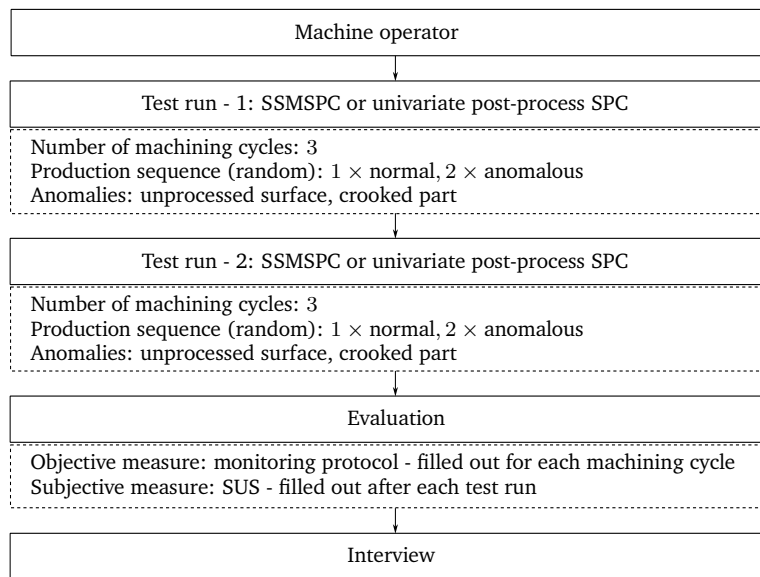 Machine operator
Test run - 1: SSMSPC or univariate post-process SPC
Number of machining cycles: 3
Production sequence (random): 1 × normal, 2 × anomalous
Anomalies: unprocessed surface, crooked part
Test run - 2: SSMSPC or univariate post-process SPC
Number of machining cycles: 3
Production sequence (random): 1 × normal, 2 × anomalous
Anomalies: unprocessed surface, crooked part
Evaluation
Objective measure: monitoring protocol - filled out for each machining cycle
Subjective measure: SUS - filled out after each test run
Interview